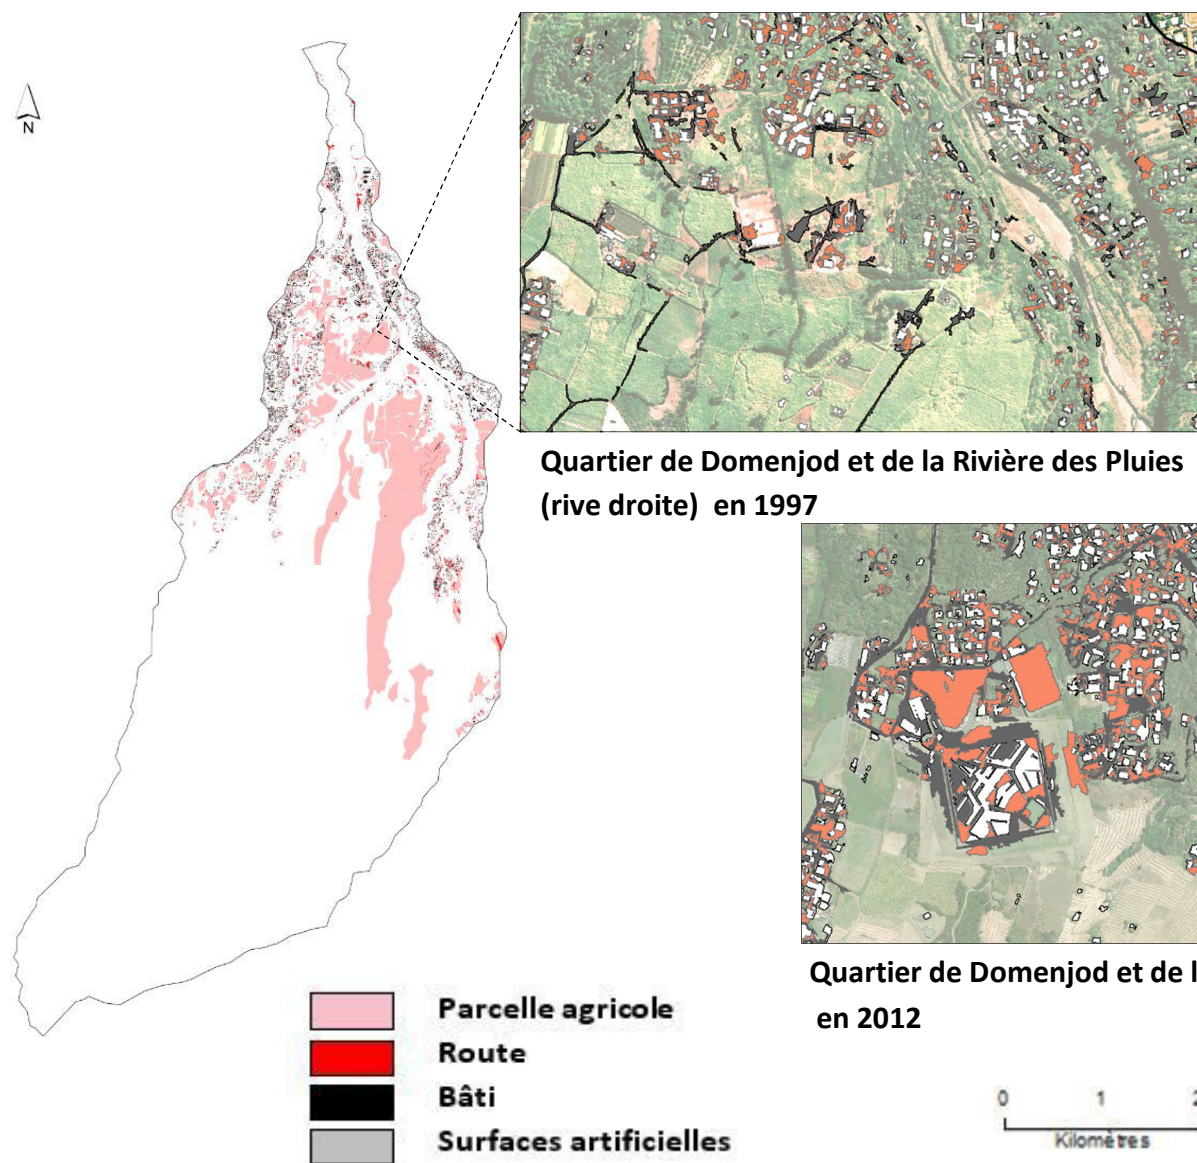 N
Quartier de Domenjod et de la Rivière des Pluies
(rive droite) en 1997
Quartier de Domenjod et de l
en 2012
Parcelle agricole
Route
Bâti
Surfaces artificielles
0 1 2
Kilomètres